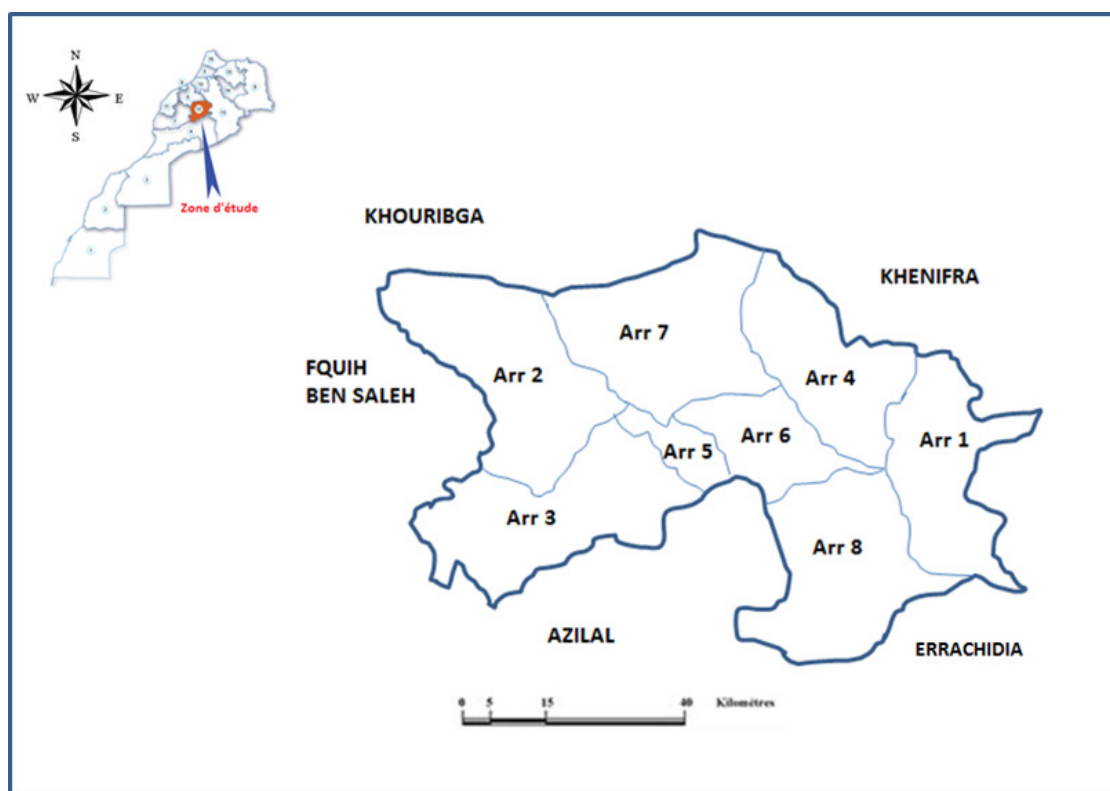 N
W E
S
Zone d'étude
KHOURIBGA
KHENIFRA
FQUIH
BEN SALEH
Arr 7
Arr 2
Arr 4
Arr 6
Arr 1
Arr 5
Arr 3
Arr 8
AZILAL
ERRACHIDIA
0 5 15 40 Kilométres